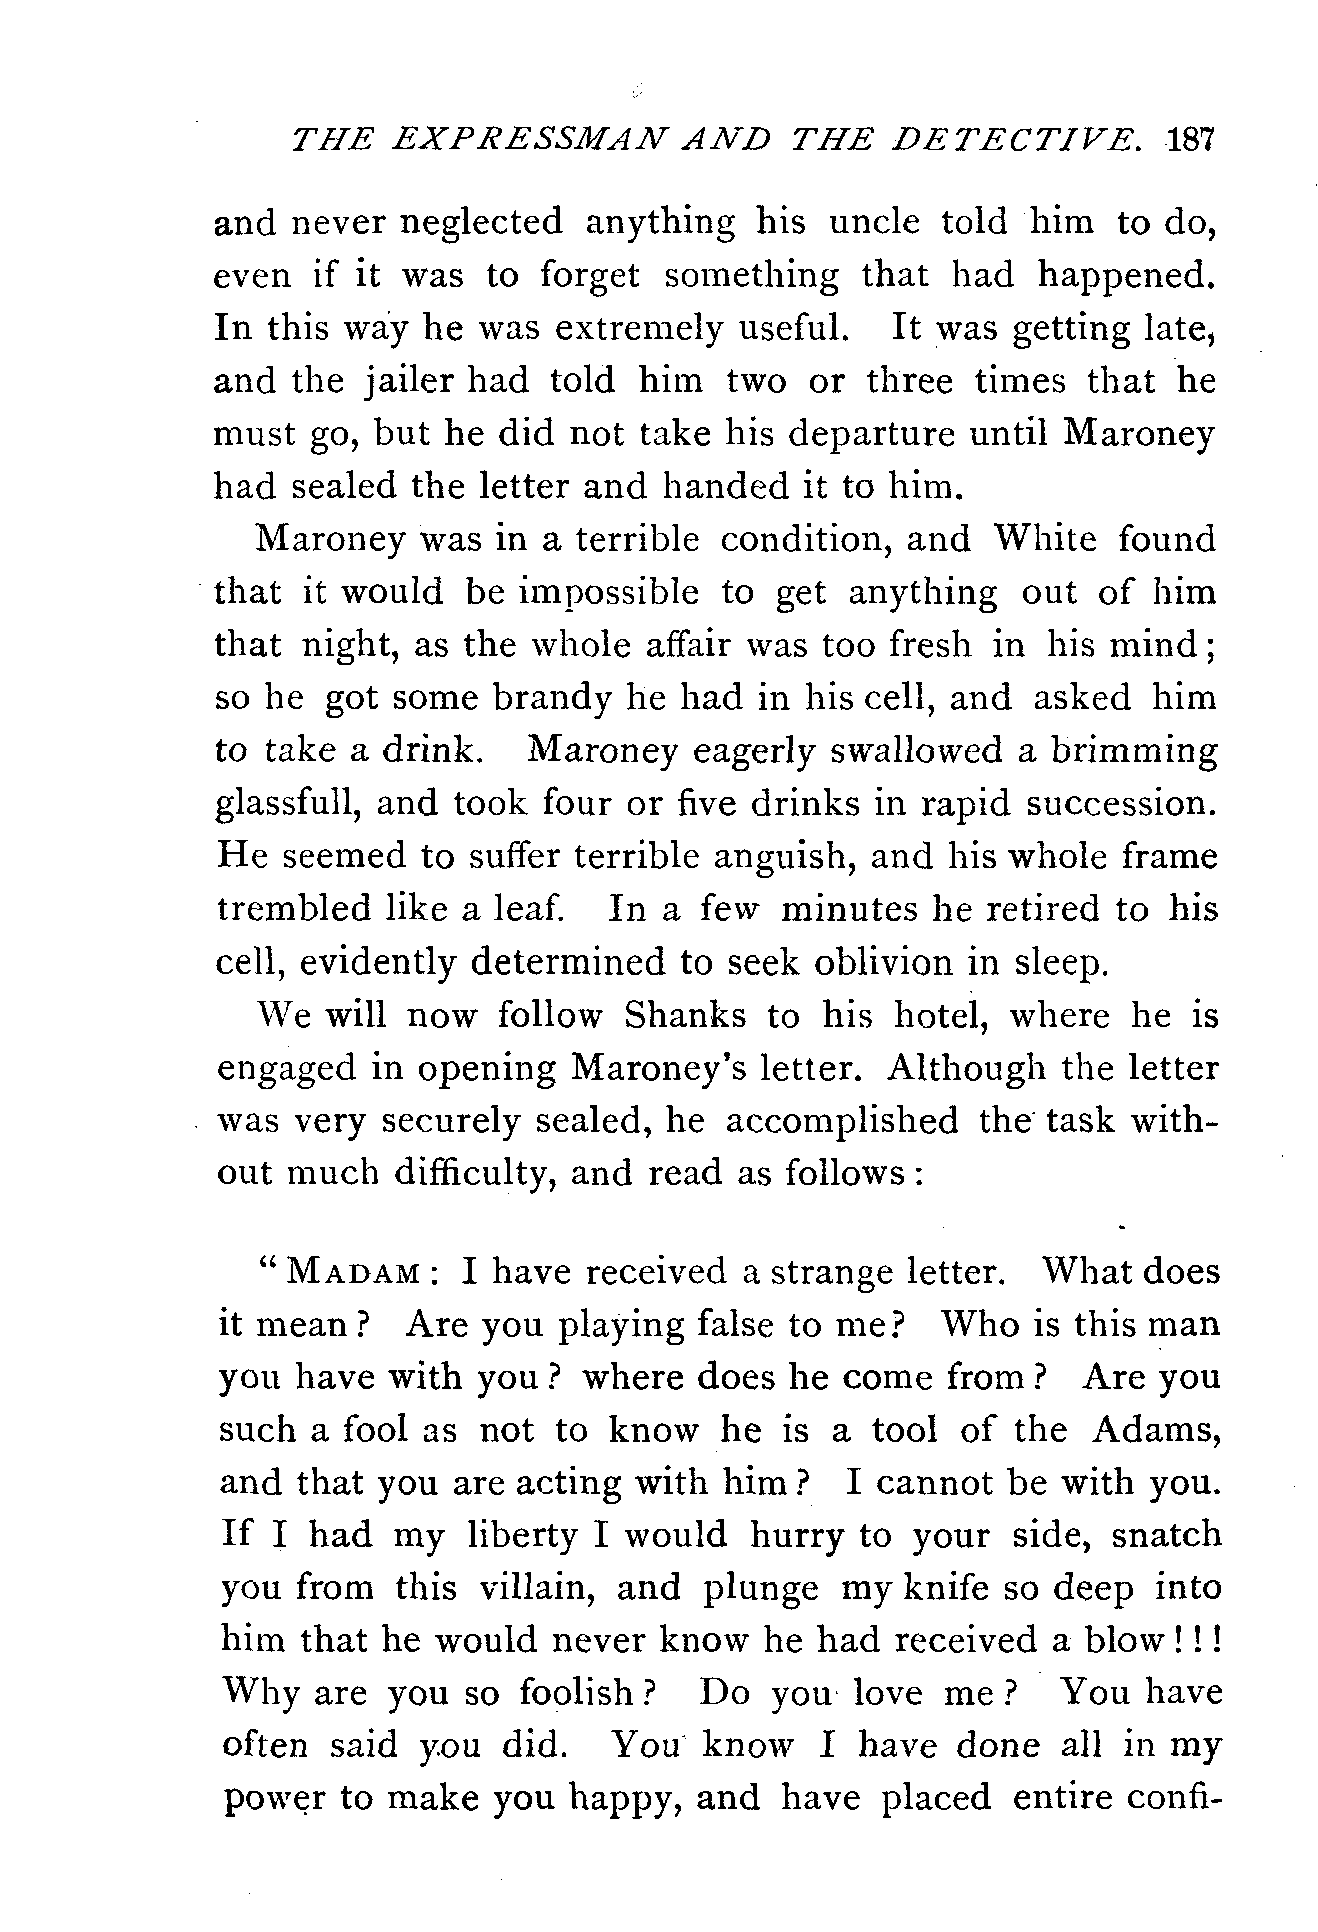 THE EXPRESSMAN AND THE DETECTIVE. 187
and never neglected anything his uncle told him to do,
even if it was to forget something that had happened.
In this way he was extremely useful. It was getting late,
and the jailer had told him two or three times that he
must go, but he did not take his departure until Maroney
had sealed the letter and handed it to him.
Maroney was in a terrible condition, and White found
that it would be impossible to get anything out of him
that night, as the whole affair was too fresh in his mind;
so he got some brandy he had in his cell, and asked him
to take a drink. Maroney eagerly swallowed a brimming
glassfull, and took four or five drinks in rapid succession.
He seemed to suffer terrible anguish, and his whole frame
trembled like a leaf. In a few minutes he retired to his
cell, evidently determined to seek oblivion in sleep.
We will now follow Shanks to his hotel, where he is
engaged in opening Maroney's letter. Although the letter
was very securely sealed, he accomplished the task with-
out much difficulty, and read as follows:
"MADAM: I have received a strange letter. What does
it mean? Are you playing false to me? Who is this man
you have with you? where does he come from? Are you
such a fool as not to know he is a tool of the Adams,
and that you are acting with him? I cannot be with you.
If I had my liberty I would hurry to your side, snatch
you from this villain, and plunge my knife so deep into
him that he would never know he had received a blow!!!
Why are you so foolish? Do you love me? You have
often said you did. You know I have done all in my
power to make you happy, and have placed entire confi-